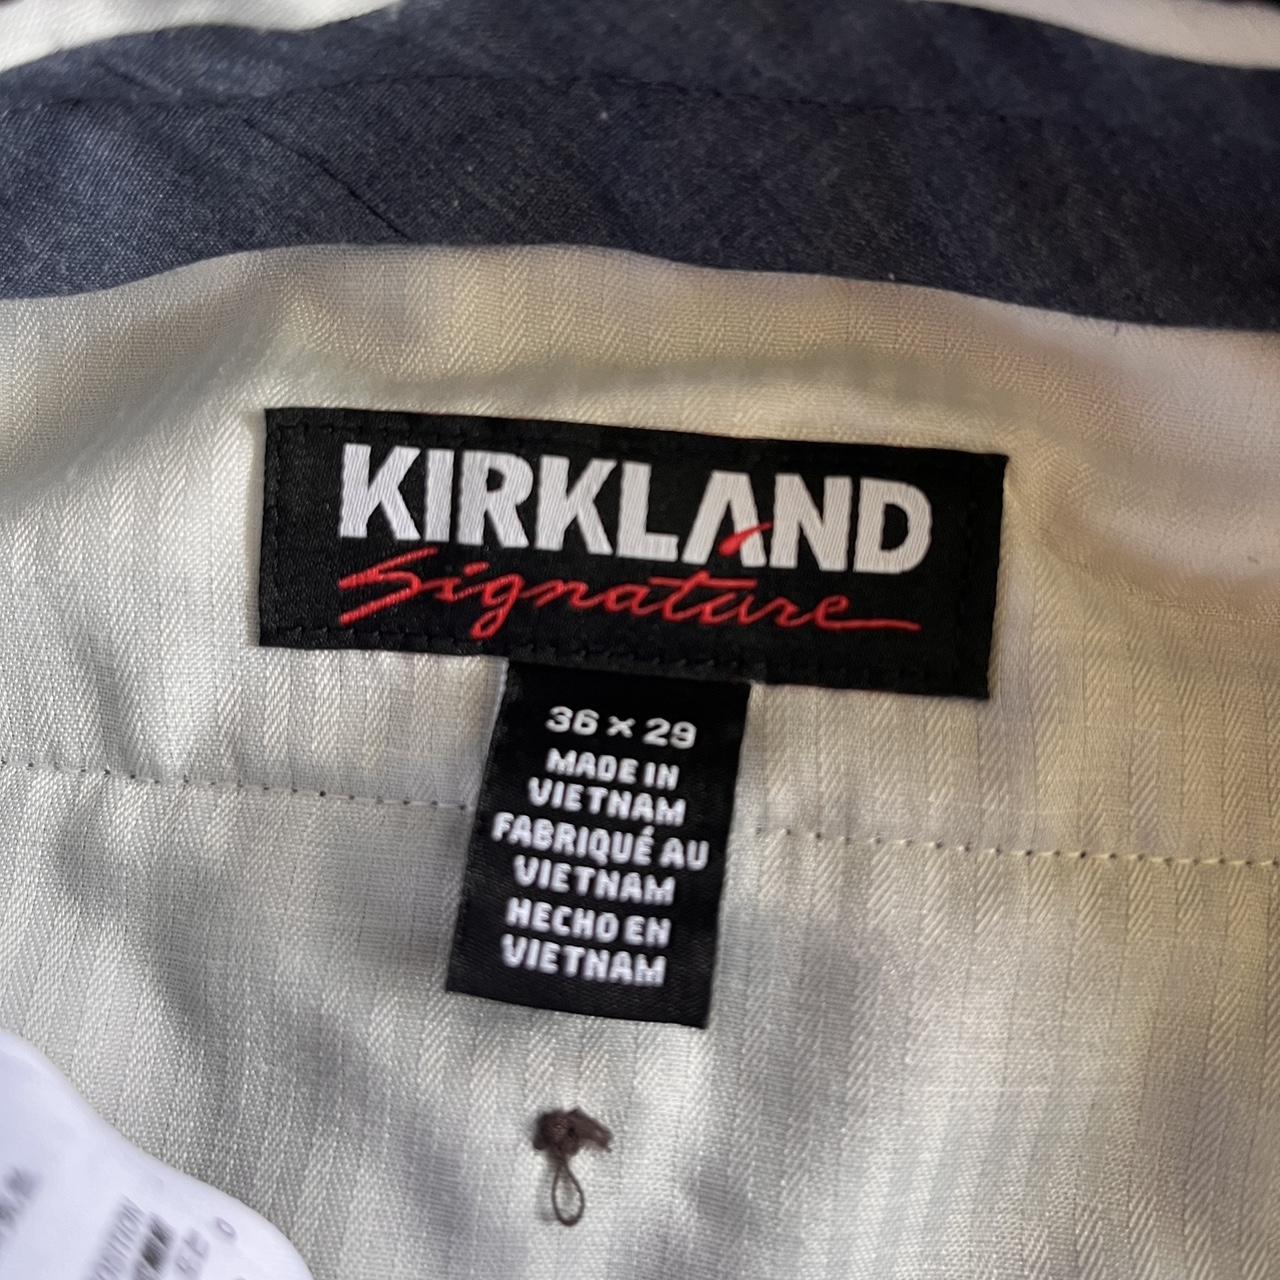 KIRKLAND
Signature
36 × 29
MADE IN
VIETNAM
FABRIQUÉ AU
VIETNAM
HECHO EN
VIETNAM